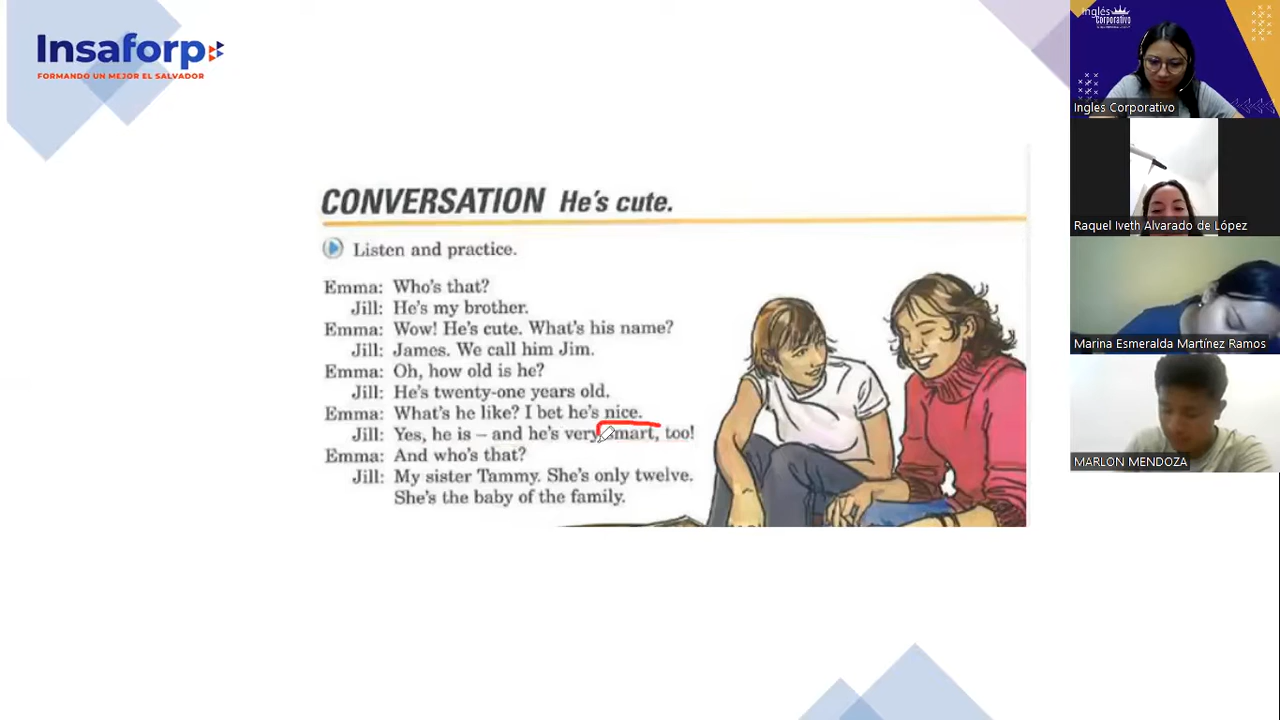 Insaforp
FORMANDO UN MEJOR EL SALVADOR
CONVERSATION He's cute.
Listen and practice.
Emma: Who's that?
Jill: He's my brother.
Emma: Wow! He's cute. What's his name?
Jill: James. We call him Jim.
Emma: Oh, how old is he?
Jill: He's twenty-one years old.
Emma: What's he like? I bet he's nice.
Jill: Yes, he is – and he's very smart, too!
Emma: And who's that?
Jill: My sister Tammy. She's only twelve.
She's the baby of the family.
Inglés
Corporativo
Ingles Corporativo
Raquel Iveth Alvarado de López
Marina Esmeralda Martínez Ramos
MARLON MENDOZA